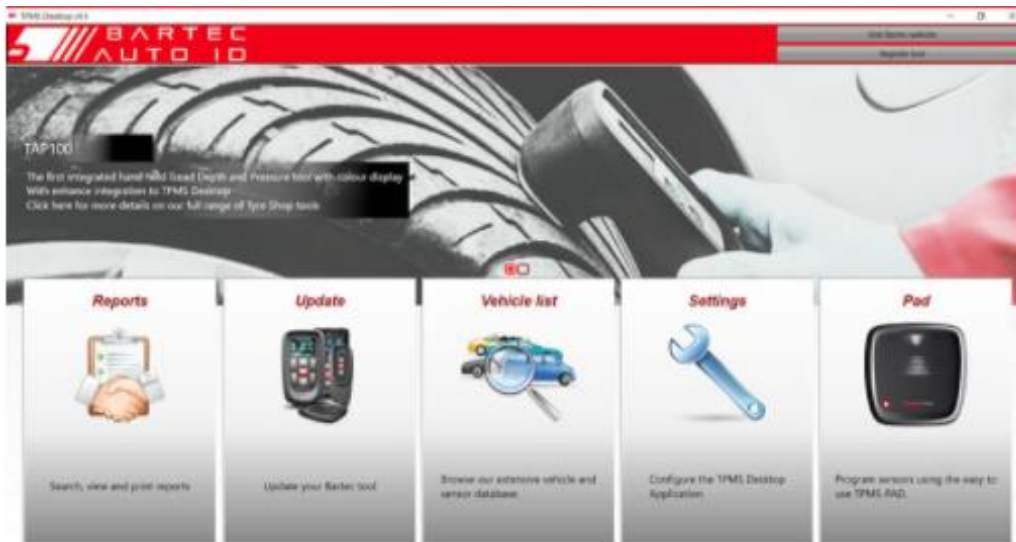 TPMS Desktop
BARTEC
AUTO ID
Visit Bartec website
Register tool
TAP100
The first integrated hand held Tread Depth and Pressure tool with colour display
With enhance integration to TPMS Desktop
Click here for more details on our full range of Tyre Shop tools
Reports
Update
Vehicle list
Settings
Pad
Search, view and print reports
Update your Bartec tool
Browse our extensive vehicle and
sensor database.
Configure the TPMS Desktop
Application.
Program sensors using the easy to
use TPMS PAD.